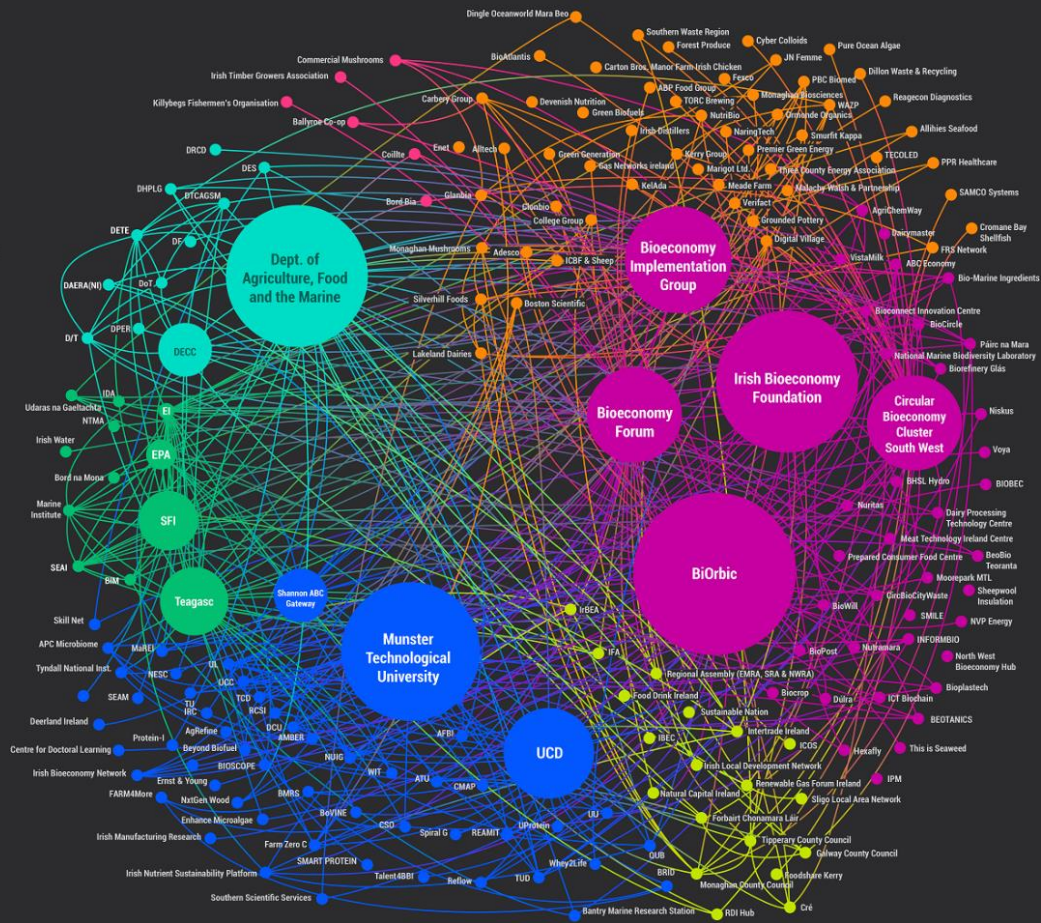 Dingle Oceanworld Mara Beo
Southern Waste Region
Forest Produce
Cyber Colloids
Pure Ocean Algae
Commercial Mushrooms
BioAtlantis
JN Femme
Irish Timber Growers Association
Carton Bros. Manor Farm Irish Chicken
Fexco
PBC Biomed
Dillon Waste & Recycling
Killybegs Fishermen's Organisation
Carbery Group
Devenish Nutrition
ABP Food Group
TORC Brewing
Monaghan Biosciences
WAZP
Reagecon Diagnostics
Green Biofuels
NutriBio
Ormonde Organics
Ballyroe Co-op
Irish Distillers
NaringTech
Smurfit Kappa
Allihies Seafood
DRCD
Coillte
Enet
Alltech
Green Generation
Kerry Group
Premier Green Energy
TECOLED
DES
Gas Networks ireland
Marigot Ltd.
Three County Energy Association
PPR Healthcare
DHPLG
DTCAGSM
Glanbia
KelAda
Meade Farm
Malachy Walsh & Partnership
SAMCO Systems
Bord Bia
Glonbio
Verifact
AgriChemWay
College Group
Grounded Pottery
Dairymaster
Cromane Bay
Shellfish
DETE
DF
Monaghan Mushrooms
Adesco
ICBF & Sheep
Digital Village
FRS Network
Dept. of
Agriculture, Food
and the Marine
Bioeconomy
Implementation
Group
VistaMilk
ABC Economy
DAERA(NI)
DoT
Bio-Marine Ingredients
Silverhill Foods
Boston Scientific
Bioconnect Innovation Centre
DPER
BioCircle
D/T
DECC
Lakeland Dairies
Páirc na Mara
National Marine Biodiversity Laboratory
Biorefinery Glás
Irish Bioeconomy
Foundation
IDA
Udaras na Gaeltachta
EI
NTMA
Bioeconomy
Forum
Circular
Bioeconomy
Cluster
South West
Niskus
Irish Water
EPA
Voya
Bord na Mona
BHSL Hydro
BIOBEC
Marine
Institute
SFI
Nuritas
Dairy Processing
Technology Centre
Meat Technology Ireland Centre
SEAI
BIM
Prepared Consumer Food Centre
BeoBio
Teoranta
BiOrbic
Moorepark MTL
Teagasc
Shannon ABC
Gateway
CircBioCityWaste
Sheepwool
Insulation
BioWill
SMILE
NVP Energy
Skill Net
IrBEA
APC Microbiome
MaREI
Munster
Technological
University
IFA
BioPost
Nutramara
INFORMBIO
North West
Bioeconomy Hub
Tyndall National Inst.
NESC
UL
UCC
Regional Assembly (EMRA, SRA & NWRA)
SEAM
TU
IRC
TCD
RCSI
Food Drink Ireland
Biocrop
Dúlra
ICT Biochain
Bioplastech
Deerland Ireland
AgRefine
DCU
Sustainable Nation
BEOTANICS
Protein-I
AMBER
AFBI
IBEC
Intertrade Ireland
Centre for Doctoral Learning
Beyond Biofuel
NUIG
UCD
ICOS
Hexafly
This is Seaweed
BIOSCOPE
WIT
Irish Local Development Network
Irish Bioeconomy Network
Ernst & Young
ATU
CMAP
Renewable Gas Forum Ireland
IPM
FARM4More
NxtGen Wood
BMRS
Natural Capital Ireland
Sligo Local Area Network
Enhance Microalgae
BoVINE
UU
Forbairt Chonamara Láir
CSO
UProtein
Irish Manufacturing Research
Spiral G
REAMIT
Tipperary County Council
Farm Zero C
QUB
Galway County Council
SMART PROTEIN
Whey2Life
Irish Nutrient Sustainability Platform
Talent4BBI
Reflow
TUD
BRID
Monaghan County Council
Foodshare Kerry
Southern Scientific Services
Bantry Marine Research Station
RDI Hub
Cré